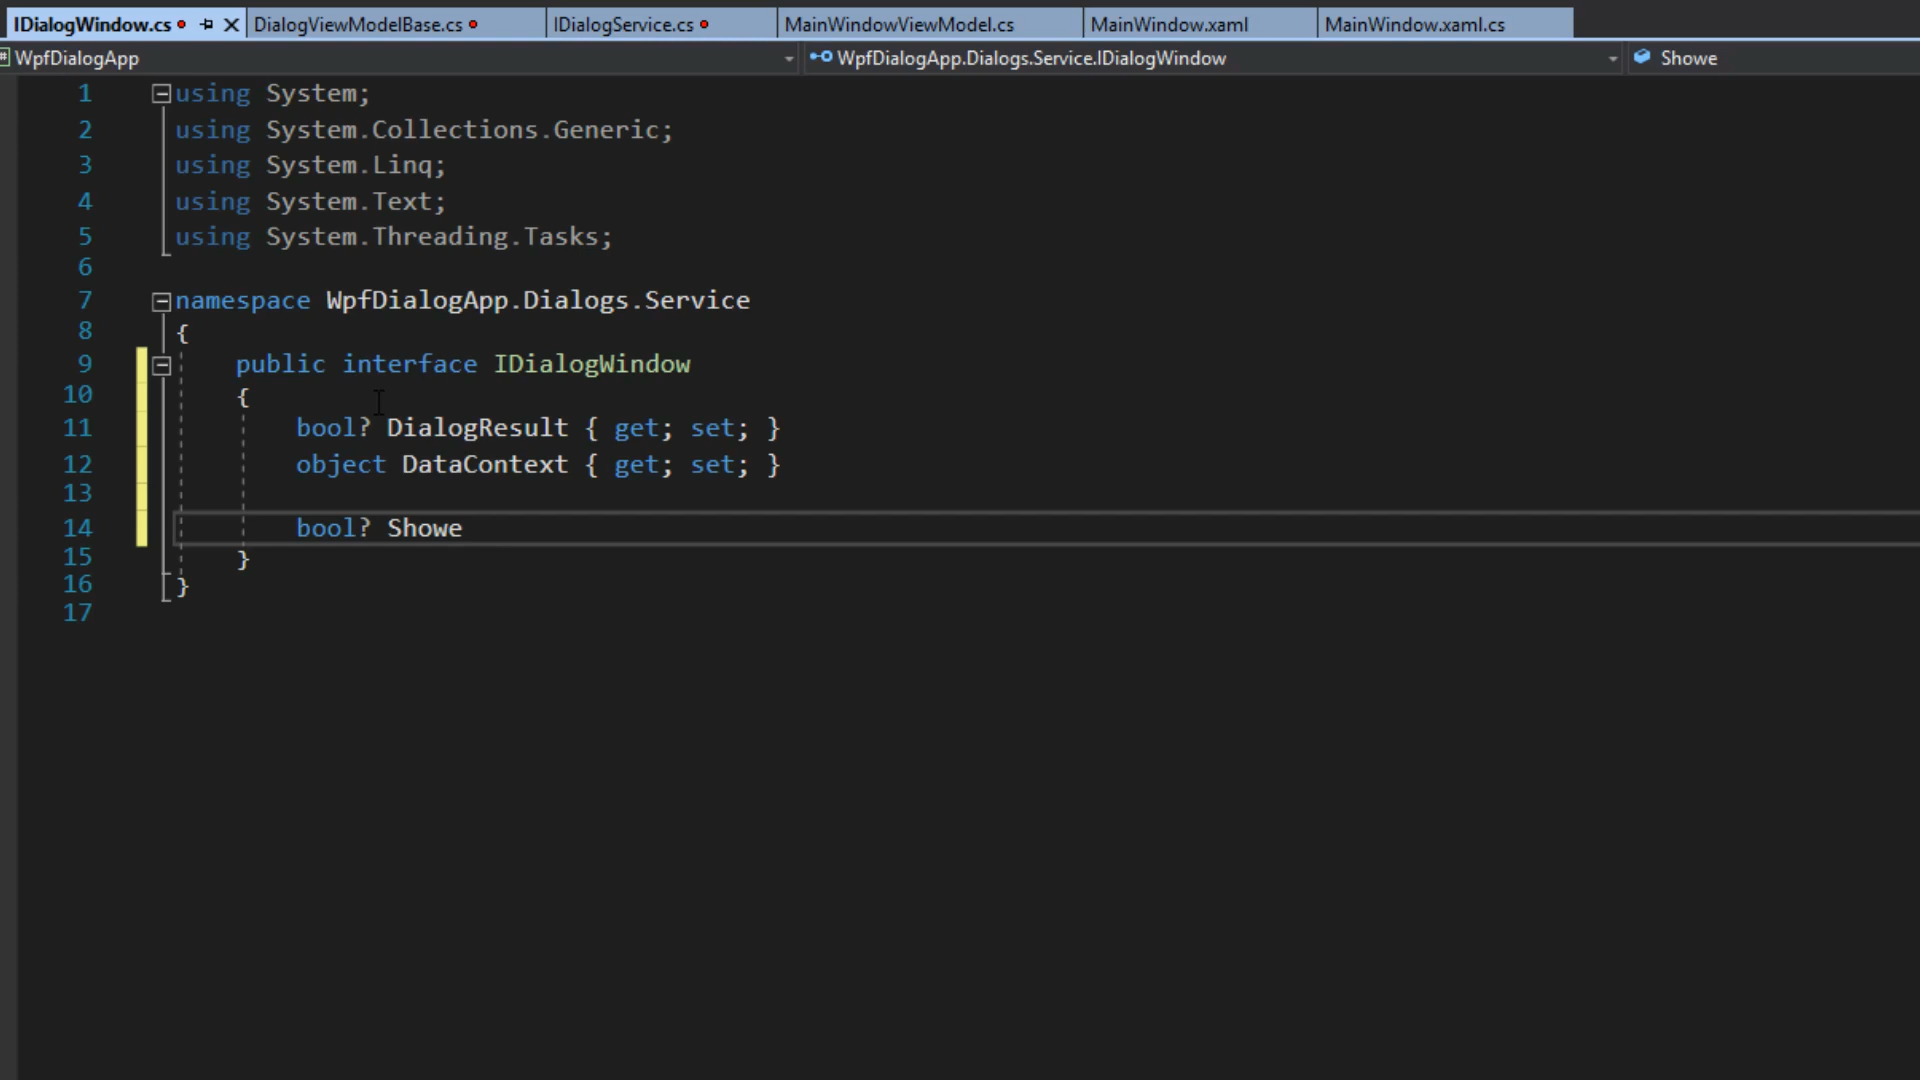 IDialogWindow.cs DialogViewModelBase.cs IDialogService.cs MainWindowViewModel.cs MainWindow.xaml MainWindow.xaml.cs
WpfDialogApp WpfDialogApp.Dialogs.Service.IDialogWindow Showe
1 using System;
2 using System.Collections.Generic;
3 using System.Linq;
4 using System.Text;
5 using System.Threading.Tasks;
6
7 namespace WpfDialogApp.Dialogs.Service
8 {
9 public interface IDialogWindow
10 {
11 bool? DialogResult { get; set; }
12 object DataContext { get; set; }
13
14 bool? Showe
15 }
16 }
17